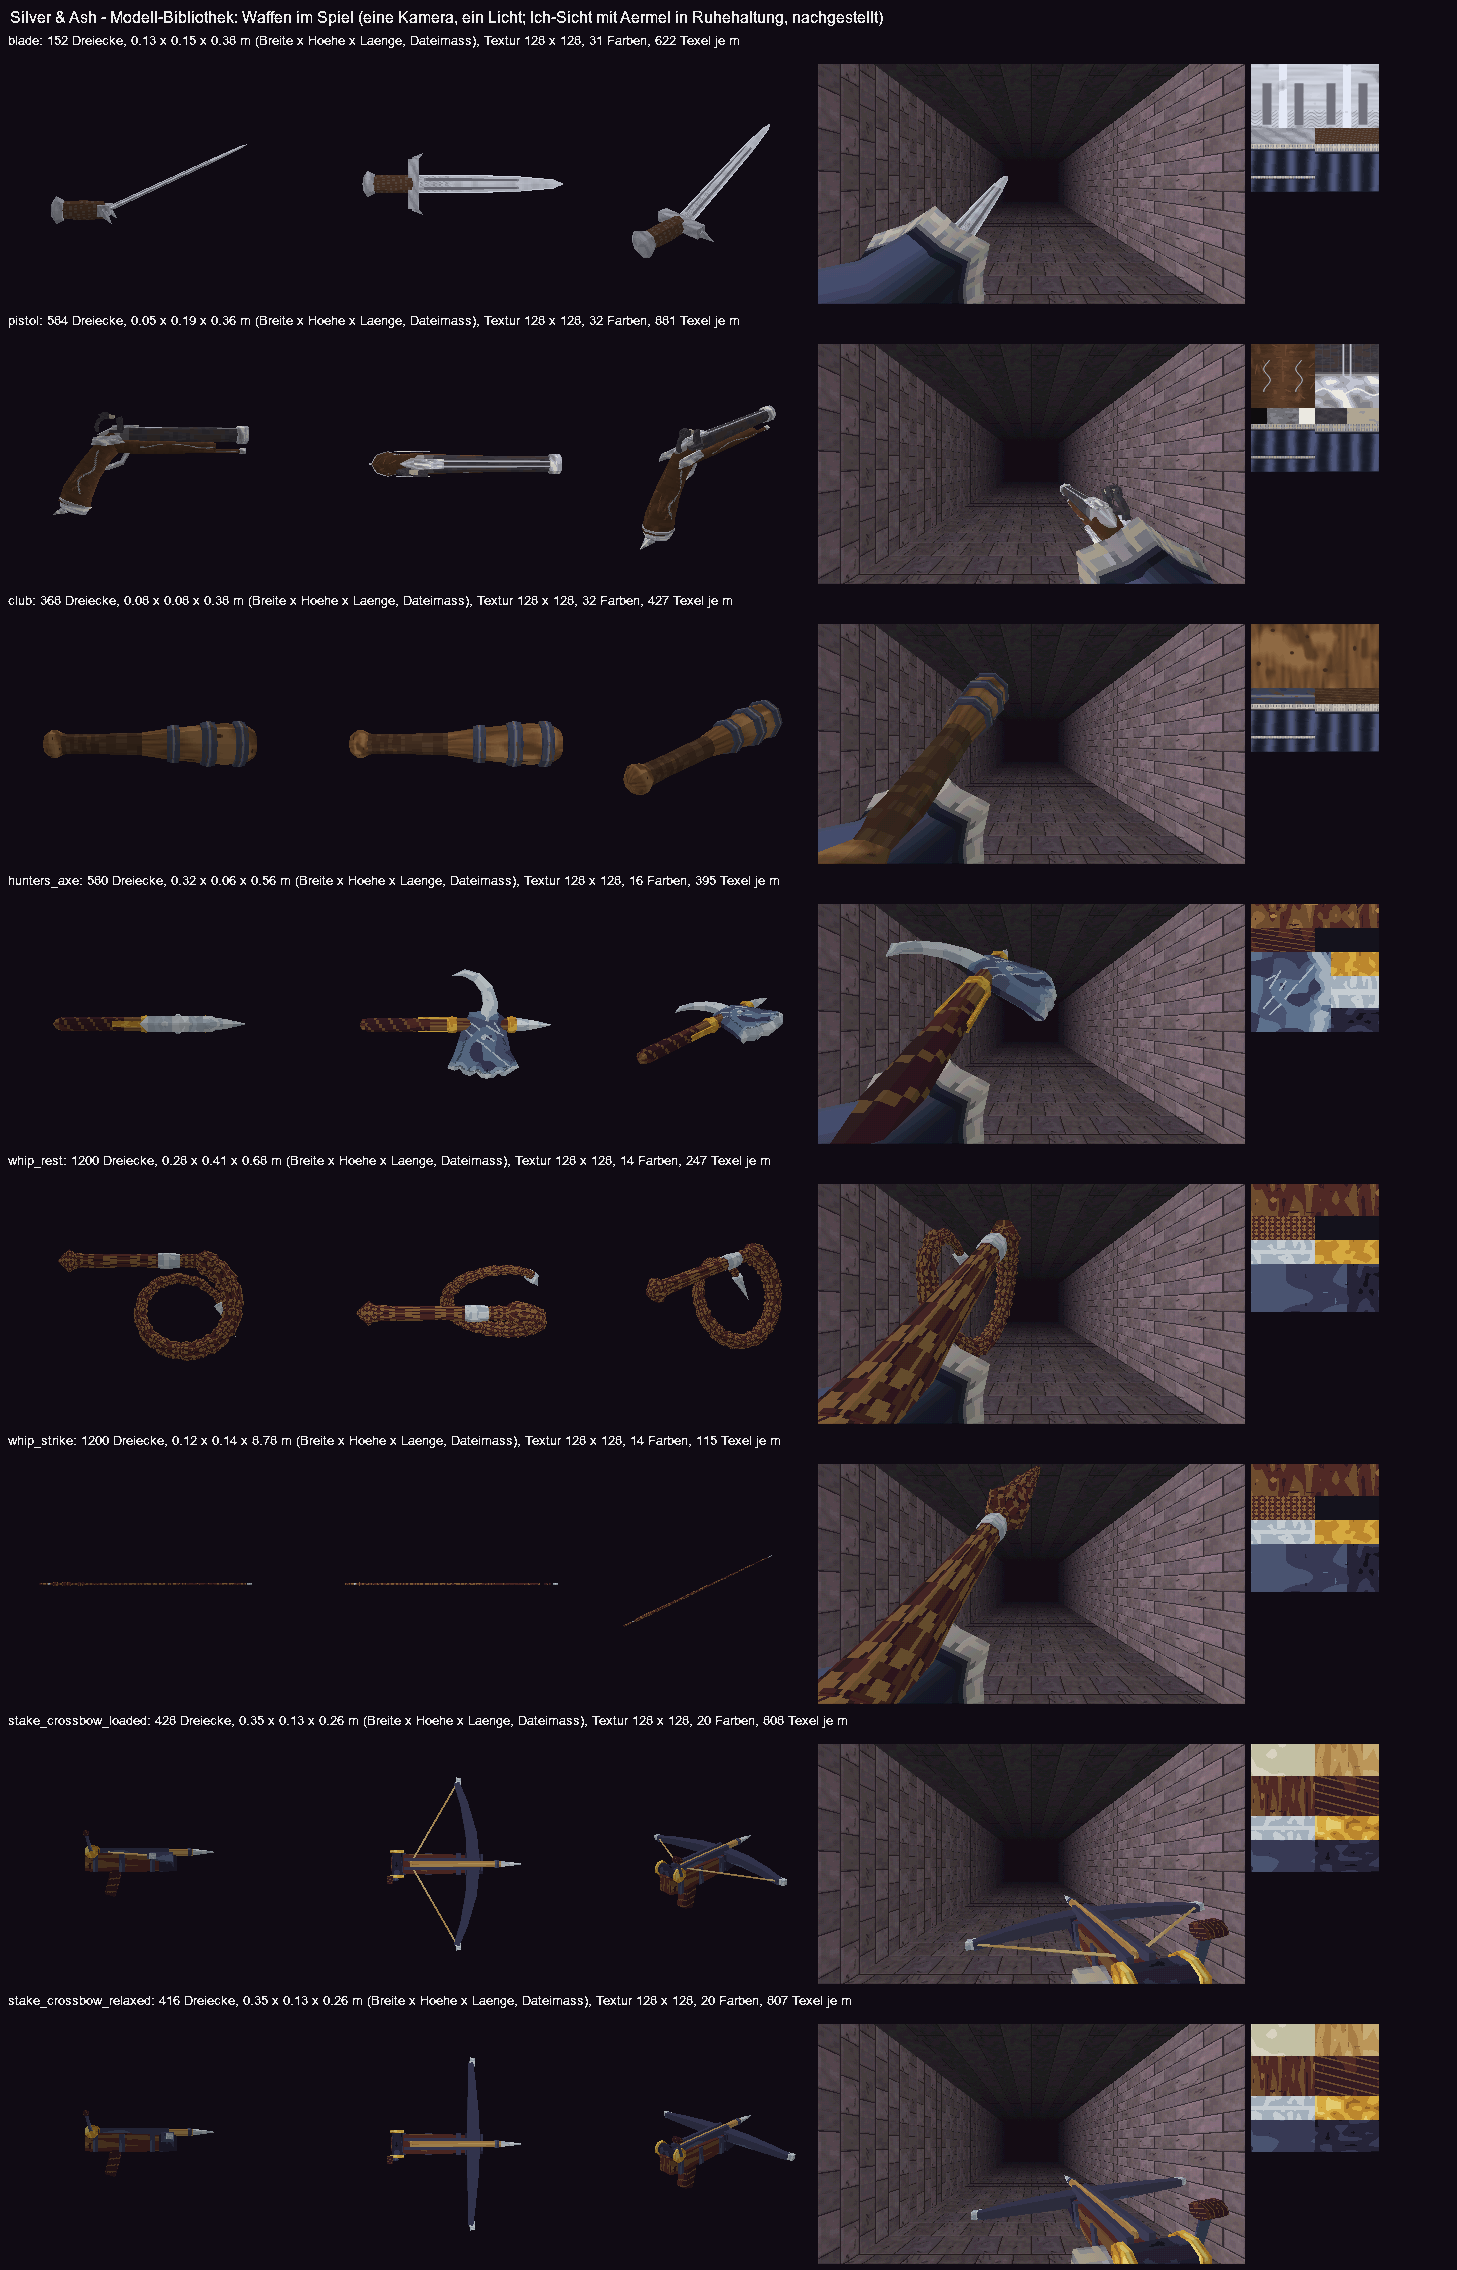 Silver & Ash - Modell-Bibliothek: Waffen im Spiel (eine Kamera, ein Licht; Ich-Sicht mit Aermel in Ruhehaltung, nachgestellt)
blade: 152 Dreiecke, 0.13 x 0.15 x 0.38 m (Breite x Hoehe x Laenge, Dateimass), Textur 128 x 128, 31 Farben, 622 Texel je m
pistol: 584 Dreiecke, 0.05 x 0.19 x 0.36 m (Breite x Hoehe x Laenge, Dateimass), Textur 128 x 128, 32 Farben, 881 Texel je m
club: 368 Dreiecke, 0.08 x 0.08 x 0.38 m (Breite x Hoehe x Laenge, Dateimass), Textur 128 x 128, 32 Farben, 427 Texel je m
hunters_axe: 580 Dreiecke, 0.32 x 0.06 x 0.56 m (Breite x Hoehe x Laenge, Dateimass), Textur 128 x 128, 16 Farben, 395 Texel je m
whip_rest: 1200 Dreiecke, 0.28 x 0.41 x 0.68 m (Breite x Hoehe x Laenge, Dateimass), Textur 128 x 128, 14 Farben, 247 Texel je m
whip_strike: 1200 Dreiecke, 0.12 x 0.14 x 8.78 m (Breite x Hoehe x Laenge, Dateimass), Textur 128 x 128, 14 Farben, 115 Texel je m
stake_crossbow_loaded: 428 Dreiecke, 0.35 x 0.13 x 0.26 m (Breite x Hoehe x Laenge, Dateimass), Textur 128 x 128, 20 Farben, 808 Texel je m
stake_crossbow_relaxed: 416 Dreiecke, 0.35 x 0.13 x 0.26 m (Breite x Hoehe x Laenge, Dateimass), Textur 128 x 128, 20 Farben, 807 Texel je m